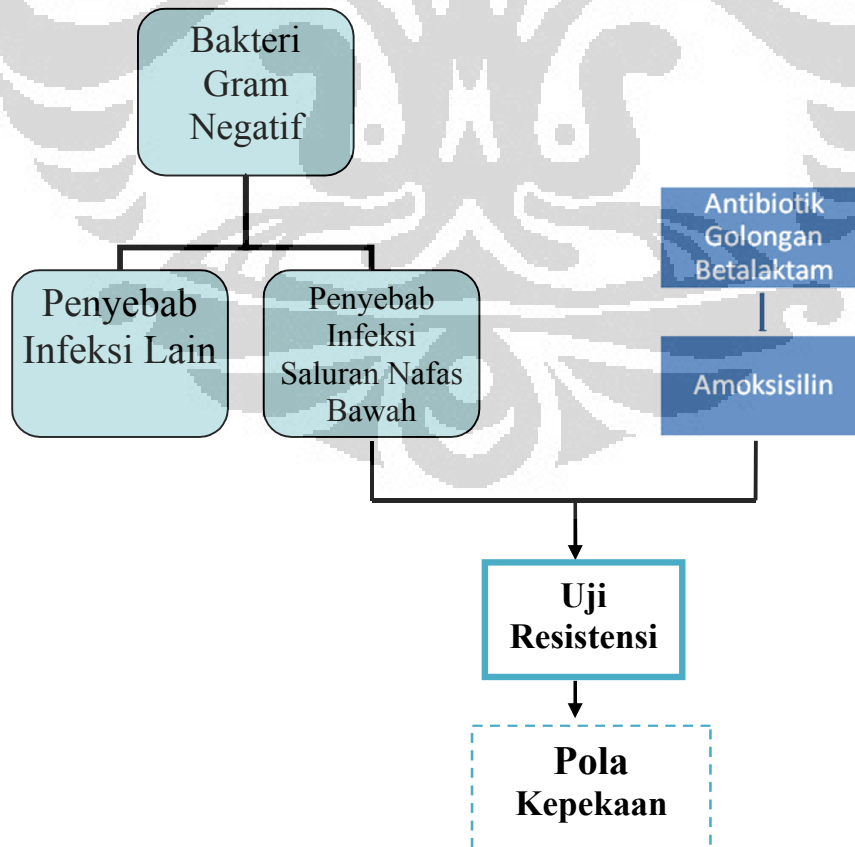 Bakteri
Gram
Negatif
Antibiotik
Golongan
Betalaktam
Penyebab
Infeksi Lain
Penyebab
Infeksi
Saluran Nafas
Bawah
Amoksisilin
Uji
Resistensi
Pola
Kepekaan